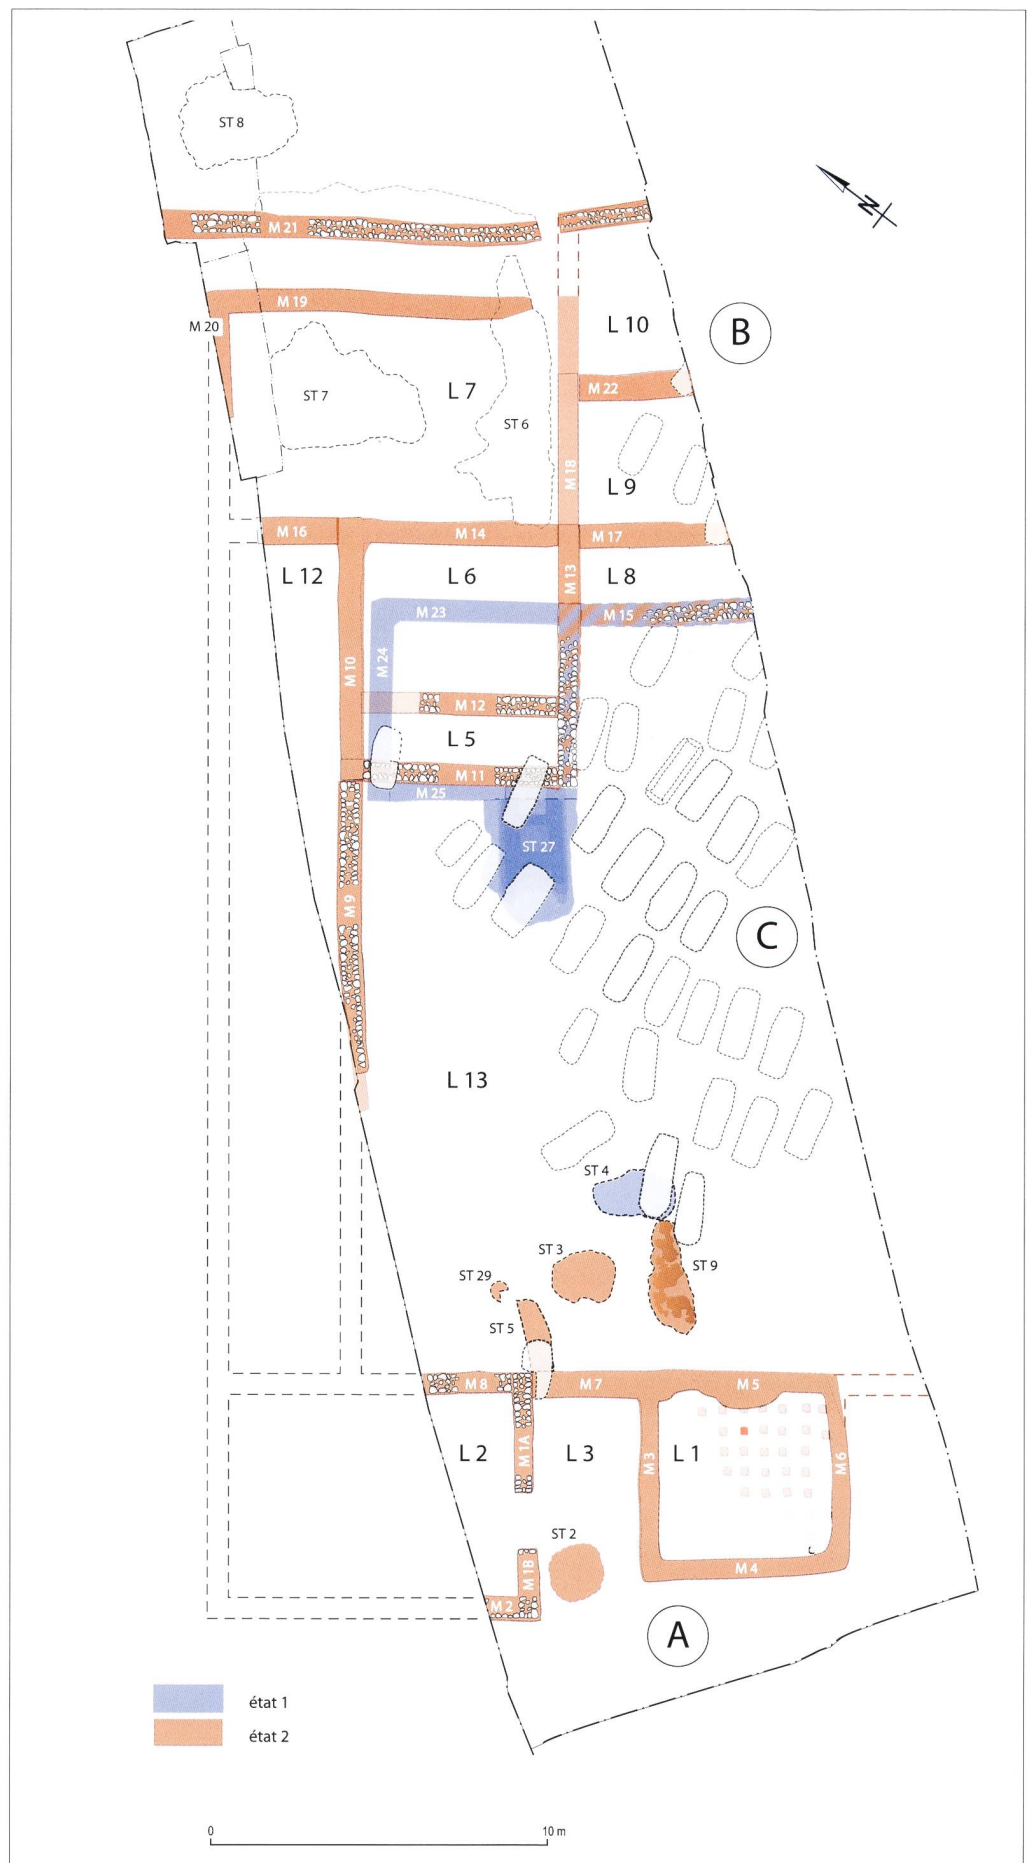 ST 8
N
M 21
M 19
M 20
L 10
B
M 22
ST 7
L 7
ST 6
M 18
L 9
M 16
M 14
M 17
L 12
L 6
M 13
L 8
M 23
M 15
M 24
M 10
M 12
L 5
M 11
M 25
ST 27
M 9
C
L 13
ST 4
ST 3
ST 9
ST 29
ST 5
M 8
M 7
M 5
L 2
M 1A
L 3
M 3
L 1
M 6
ST 2
M 18
M 4
M 2
A
état 1
état 2
0 10 m